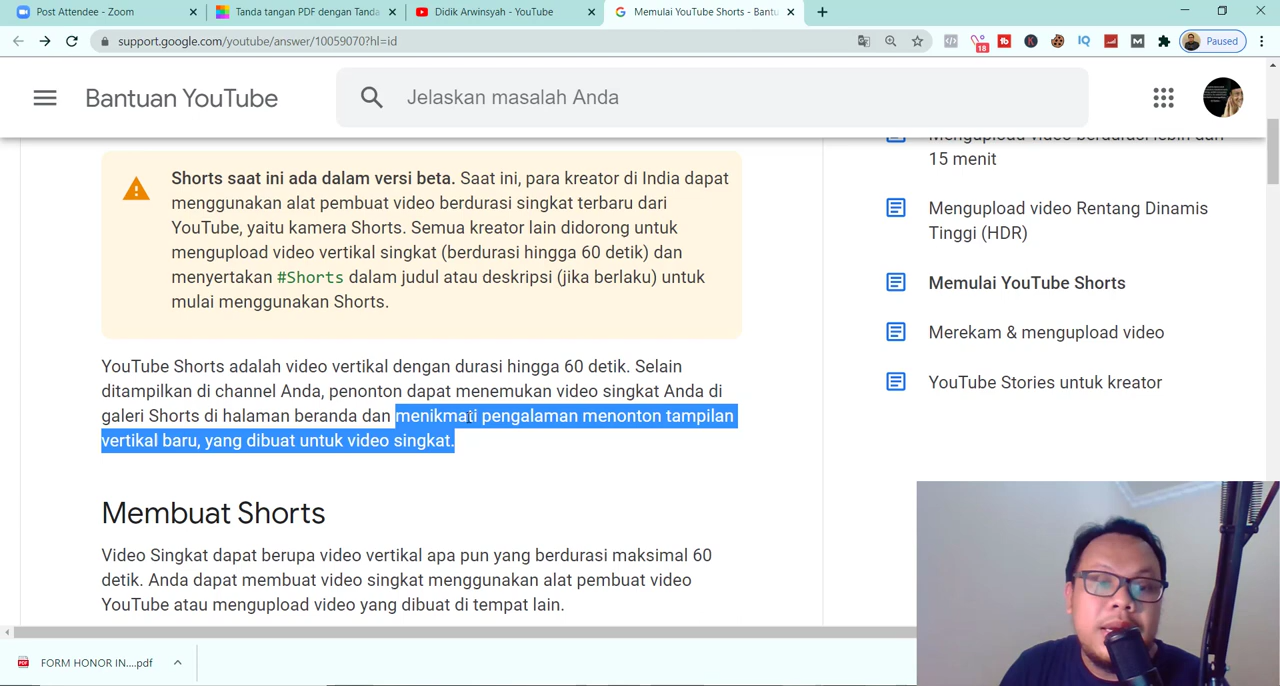 Post Attendee - Zoom
Tanda tangan PDF dengan Tanda
Didik Arwinsyah - YouTube
Memulai YouTube Shorts - Bantu
support.google.com/youtube/answer/10059070?hl=id
18
IQ
Paused
Bantuan YouTube
Jelaskan masalah Anda
Mengupload video berdurasi lebih dari
15 menit
Mengupload video Rentang Dinamis
Tinggi (HDR)
Memulai YouTube Shorts
Merekam & mengupload video
YouTube Stories untuk kreator
Shorts saat ini ada dalam versi beta. Saat ini, para kreator di India dapat
menggunakan alat pembuat video berdurasi singkat terbaru dari
YouTube, yaitu kamera Shorts. Semua kreator lain didorong untuk
mengupload video vertikal singkat (berdurasi hingga 60 detik) dan
menyertakan #Shorts dalam judul atau deskripsi (jika berlaku) untuk
mulai menggunakan Shorts.
YouTube Shorts adalah video vertikal dengan durasi hingga 60 detik. Selain
ditampilkan di channel Anda, penonton dapat menemukan video singkat Anda di
galeri Shorts di halaman beranda dan menikmati pengalaman menonton tampilan
vertikal baru, yang dibuat untuk video singkat.
Membuat Shorts
Video Singkat dapat berupa video vertikal apa pun yang berdurasi maksimal 60
detik. Anda dapat membuat video singkat menggunakan alat pembuat video
YouTube atau mengupload video yang dibuat di tempat lain.
FORM HONOR IN....pdf